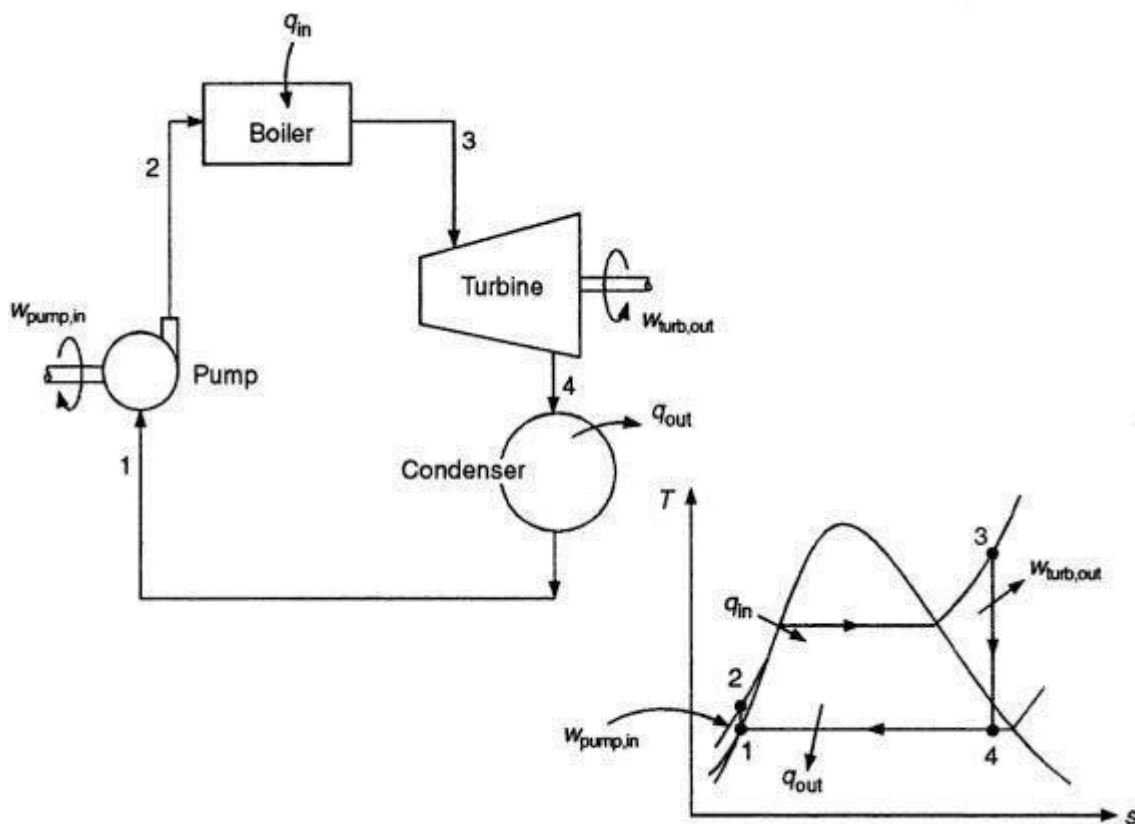 q_in
Boiler
2
3
Turbine
w_pump,in
w_turb,out
Pump
4
q_out
1
Condenser
T
3
w_turb,out
q_in
2
w_pump,in
1
4
q_out
s